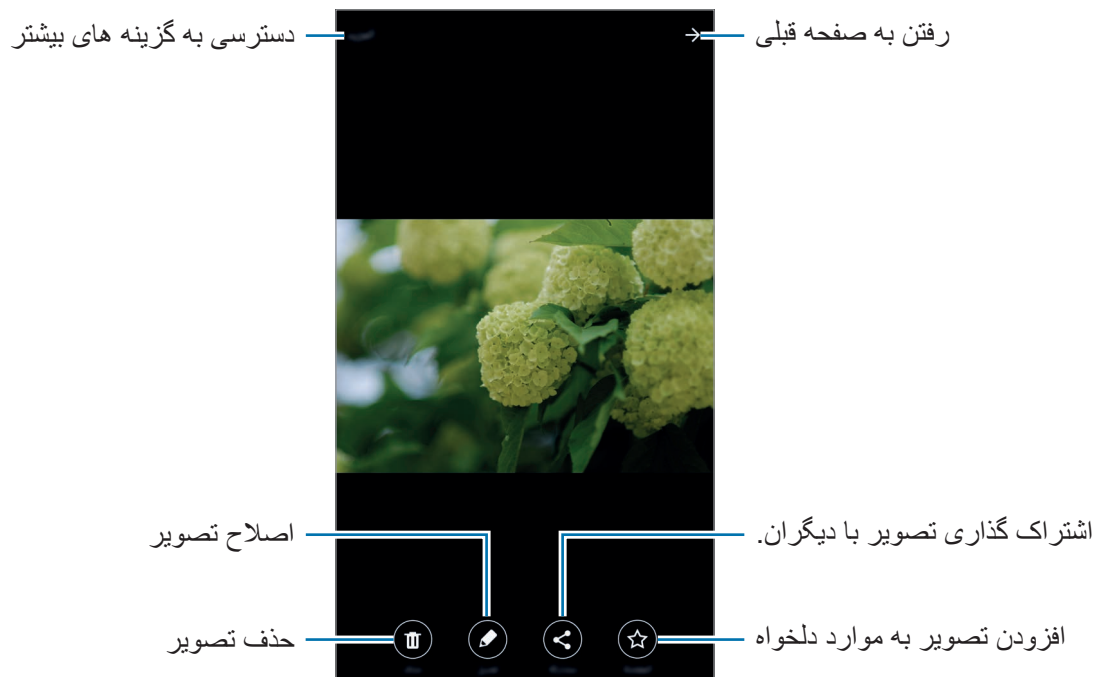 رفتن به صفحه قبلی
دسترسی به گزینه های بیشتر
اشتراک گذاری تصویر با دیگران.
اصلاح تصویر
افزودن تصویر به موارد دلخواه
حذف تصویر